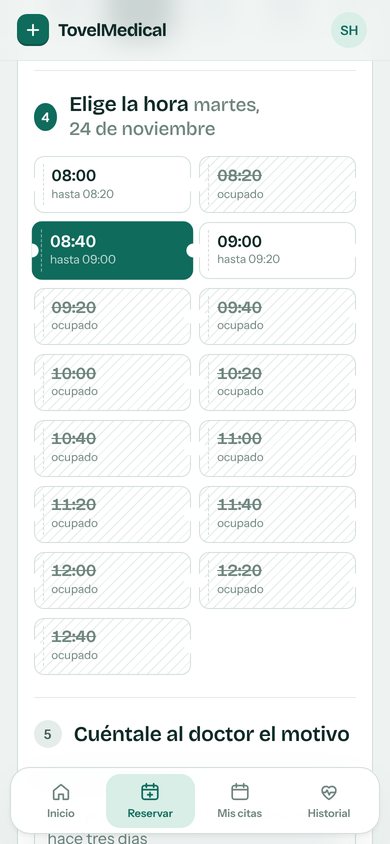 TovelMedical
SH
4
Elige la hora martes,
24 de noviembre
08:00
hasta 08:20
08:20
ocupado
08:40
hasta 09:00
09:00
hasta 09:20
09:20
ocupado
09:40
ocupado
10:00
ocupado
10:20
ocupado
10:40
ocupado
11:00
ocupado
11:20
ocupado
11:40
ocupado
12:00
ocupado
12:20
ocupado
12:40
ocupado
5
Cuéntale al doctor el motivo
Inicio
Reservar
Mis citas
Historial
hace tres días